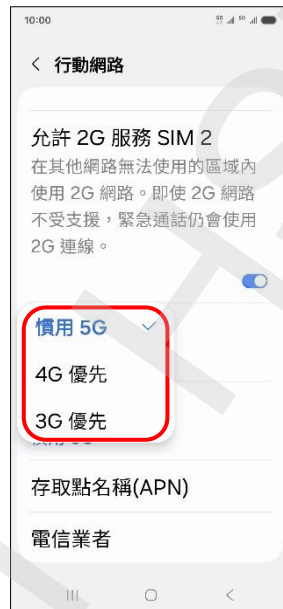 10:00
行動網路
允許 2G 服務 SIM 2
在其他網路無法使用的區域內
使用 2G 網路。即使 2G 網路
不受支援，緊急通話仍會使用
2G 連線。
慣用 5G
4G 優先
3G 優先
存取點名稱(APN)
電信業者